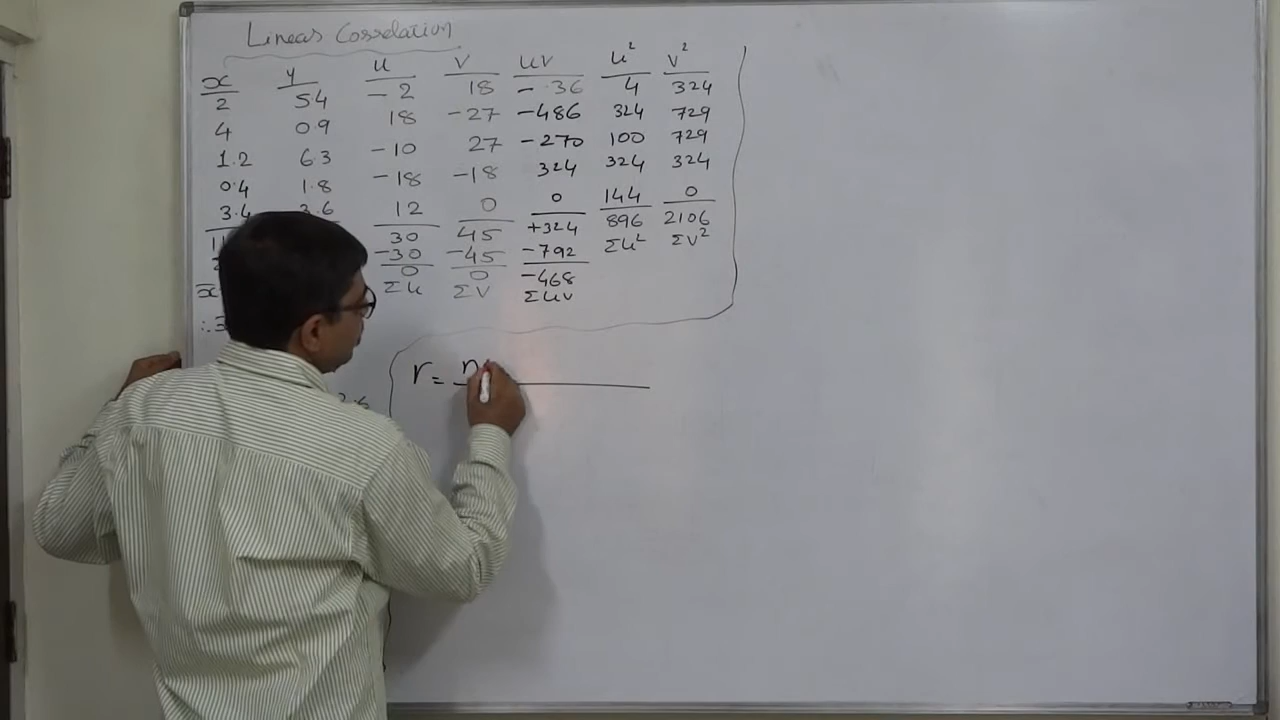 Linear Correlation
x y u v uv u² v²
2 54 -2 18 -36 4 324
4 09 18 -27 -486 324 729
1.2 6.3 -10 27 -270 100 729
0.4 1.8 -18 -18 324 324 324
3.4 3.6 12 0 0 144 0
30 45 +324 896 2106
-30 -45 -792 Σu² Σv²
0 0 -468
Σu Σv Σuv
r = n